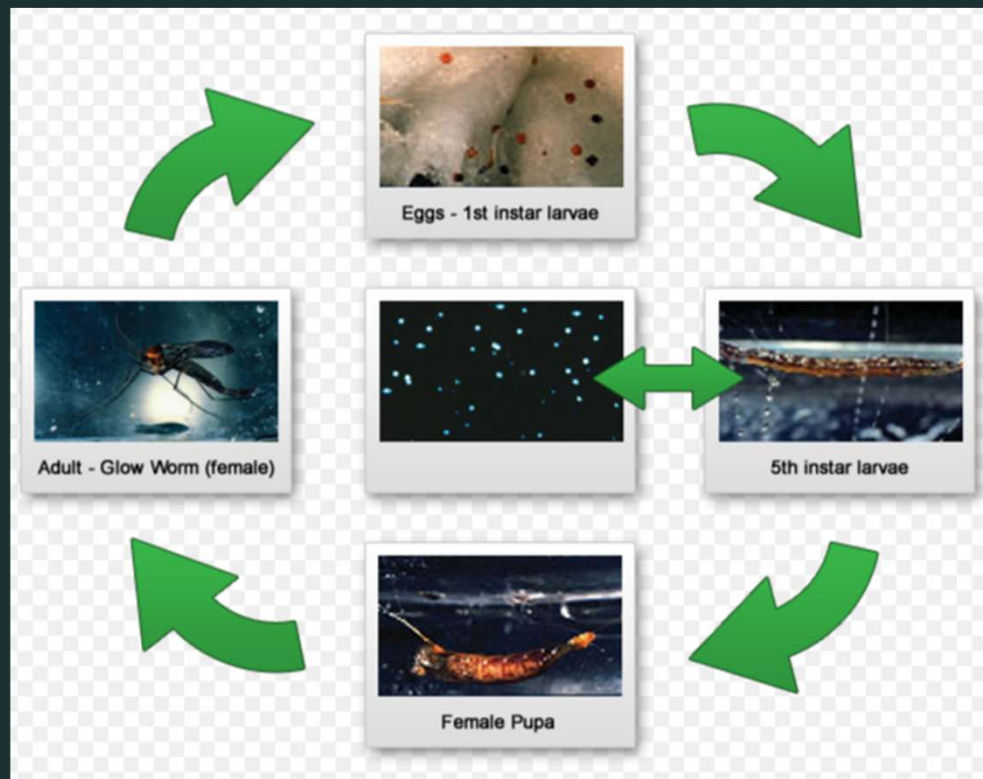 Eggs - 1st instar larvae
Adult - Glow Worm (female)
5th instar larvae
Female Pupa